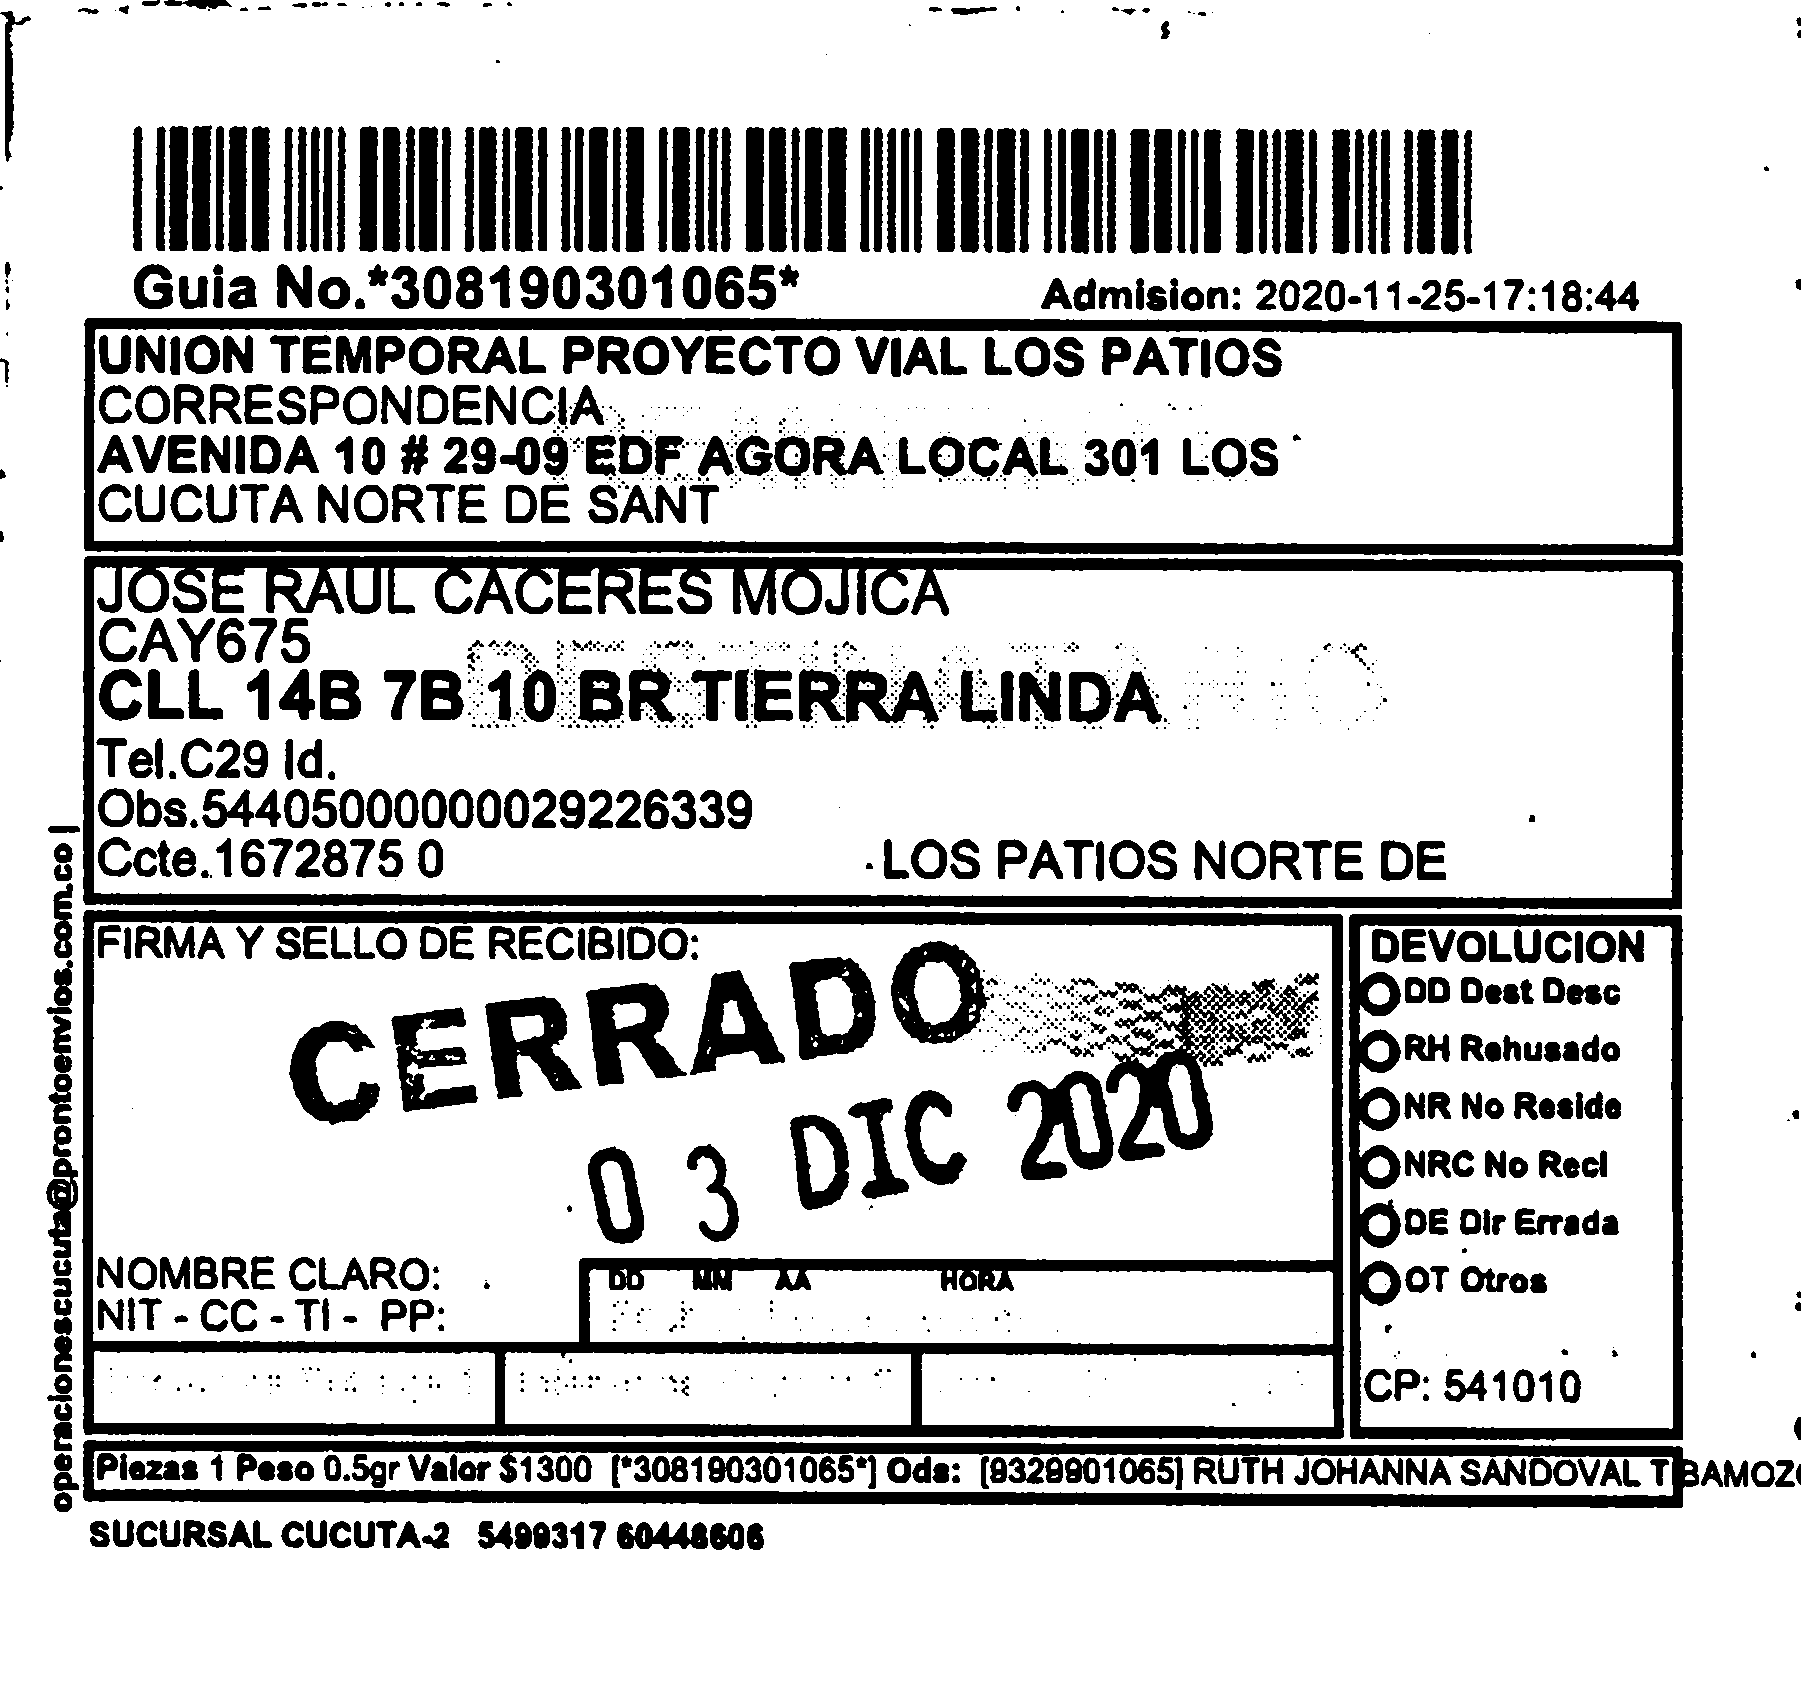 Guia No.*308190301065*
Admision: 2020-11-25-17:18:44
UNION TEMPORAL PROYECTO VIAL LOS PATIOS
CORRESPONDENCIA
AVENIDA 10 # 29-09 EDF AGORA LOCAL 301 LOS
CUCUTA NORTE DE SANT
JOSE RAUL CACERES MOJICA
CAY675
DESTINATARIO
CLL 14B 7B 10 BR TIERRA LINDA
Tel.C29 Id.
Obs.544050000000029226339
Ccte.1672875 0
LOS PATIOS NORTE DE
operacionescucuta@prontoenvios.com.co |
FIRMA Y SELLO DE RECIBIDO:
CERRADO
03 DIC 2020
NOMBRE CLARO:
NIT - CC - TI - PP:
DD MM AA HORA
DEVOLUCION
DD Dest Desc
RH Rehusado
NR No Reside
NRC No Recl
DE Dir Errada
OT Otros
CP: 541010
Piezas 1 Peso 0.5gr Valor $1300 [*308190301065*] Ods: [9329901065] RUTH JOHANNA SANDOVAL
SUCURSAL CUCUTA-2 5499317 60448606